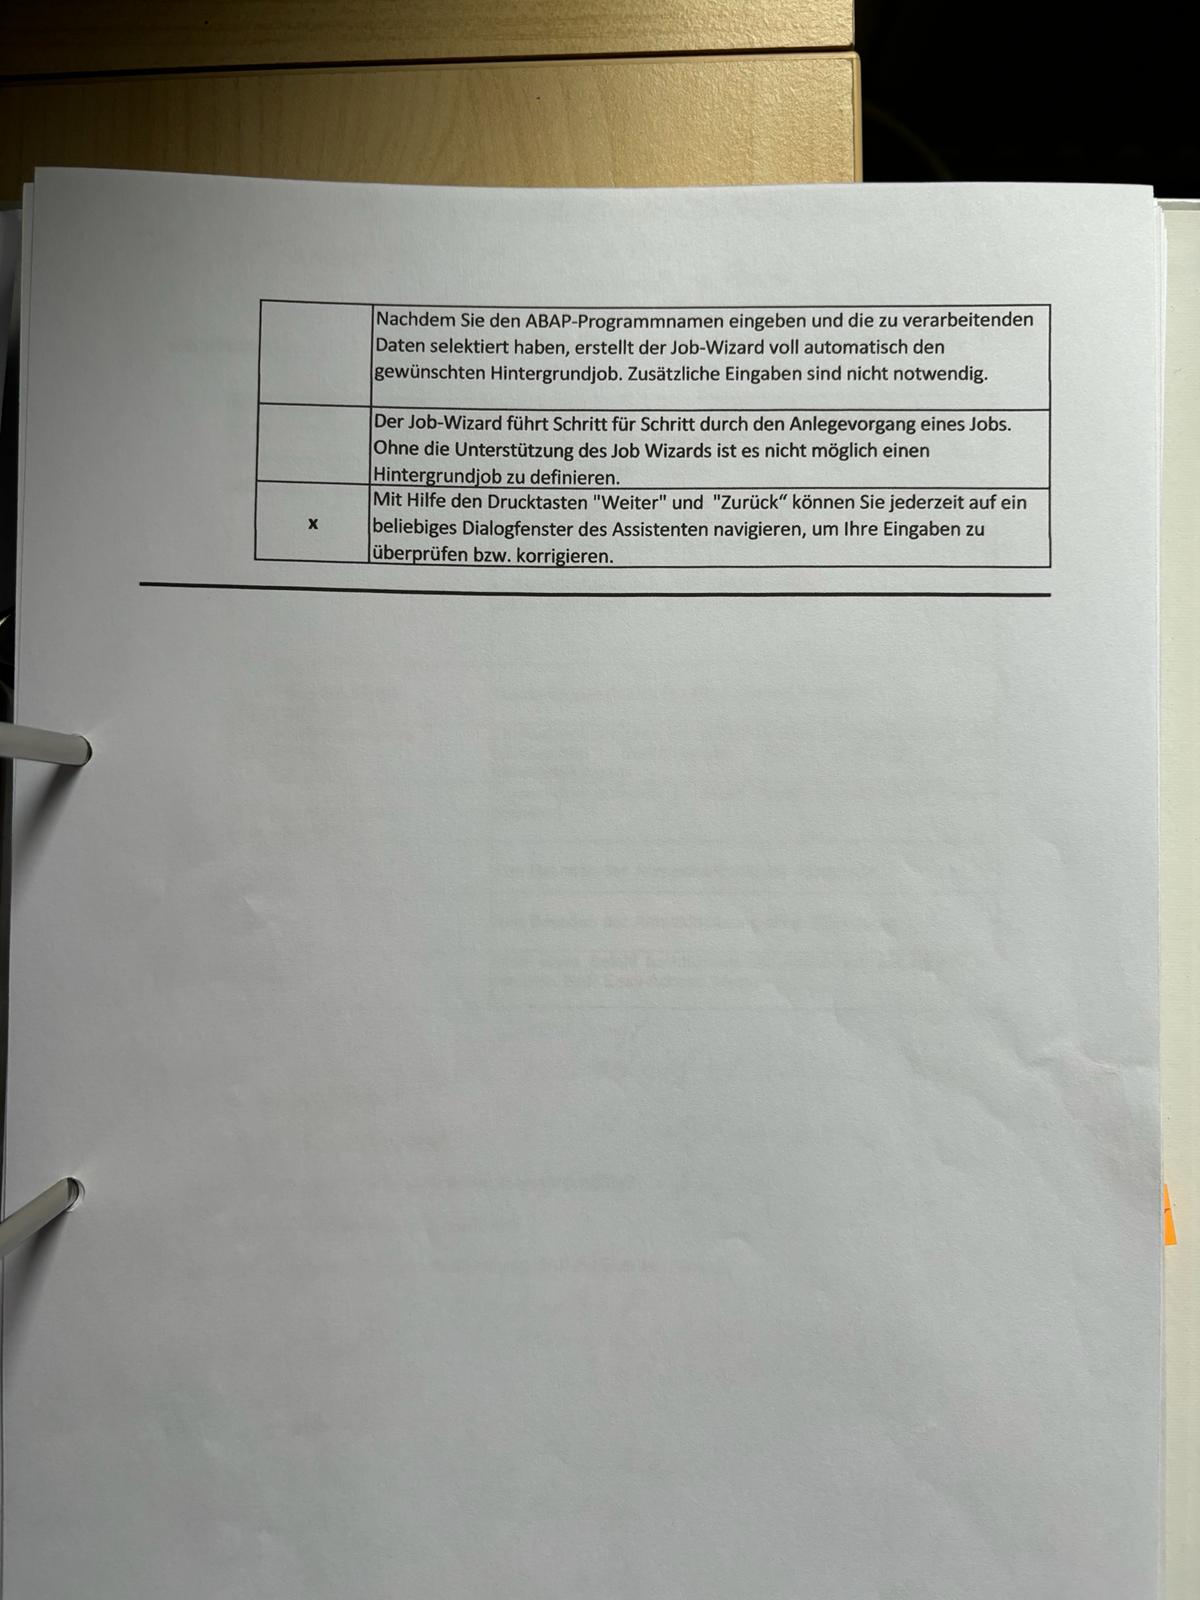 Nachdem Sie den ABAP-Programmnamen eingeben und die zu verarbeitenden
Daten selektiert haben, erstellt der Job-Wizard voll automatisch den
gewünschten Hintergrundjob. Zusätzliche Eingaben sind nicht notwendig.
Der Job-Wizard führt Schritt für Schritt durch den Anlegevorgang eines Jobs.
Ohne die Unterstützung des Job Wizards ist es nicht möglich einen
Hintergrundjob zu definieren.
Mit Hilfe den Drucktasten "Weiter" und "Zurück“ können Sie jederzeit auf ein
x beliebiges Dialogfenster des Assistenten navigieren, um Ihre Eingaben zu
überprüfen bzw. korrigieren.